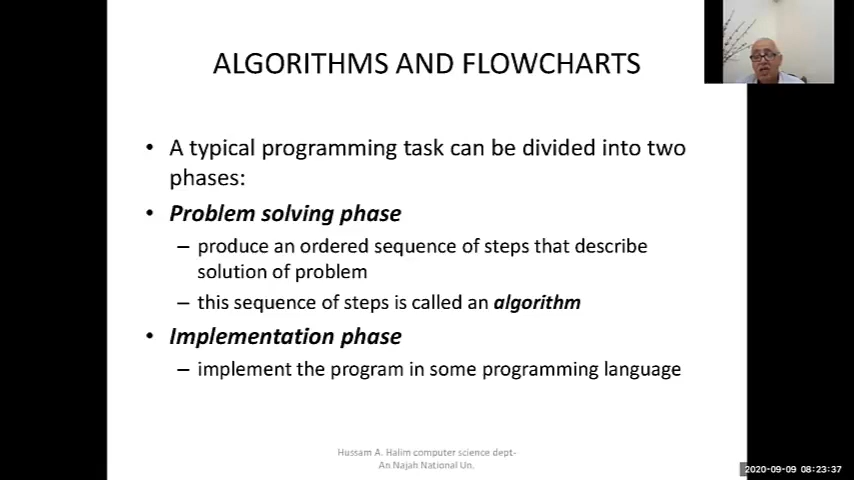 ALGORITHMS AND FLOWCHARTS
• A typical programming task can be divided into two
phases:
• Problem solving phase
– produce an ordered sequence of steps that describe
solution of problem
– this sequence of steps is called an algorithm
• Implementation phase
– implement the program in some programming language
Hussam A. Halim computer science dept-
An Najah National Un.
2020-09-09 08:23:37